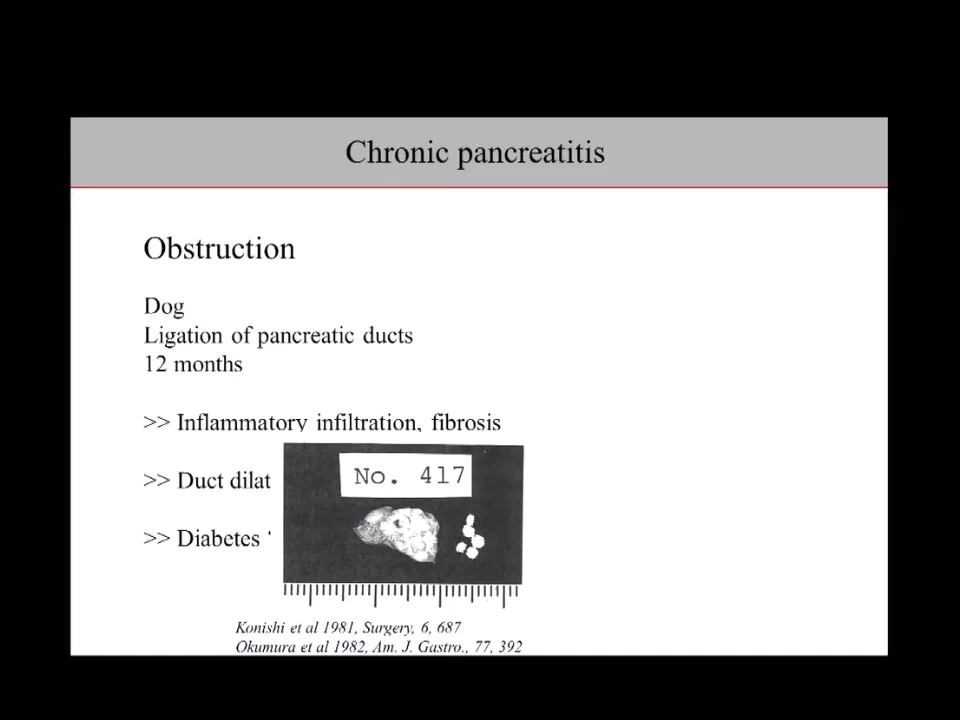 Chronic pancreatitis
Obstruction
Dog
Ligation of pancreatic ducts
12 months
>> Inflammatory infiltration, fibrosis
>> Duct dilat
No. 417
>> Diabetes
Konishi et al 1981, Surgery, 6, 687
Okumura et al 1982, Am. J. Gastro., 77, 392